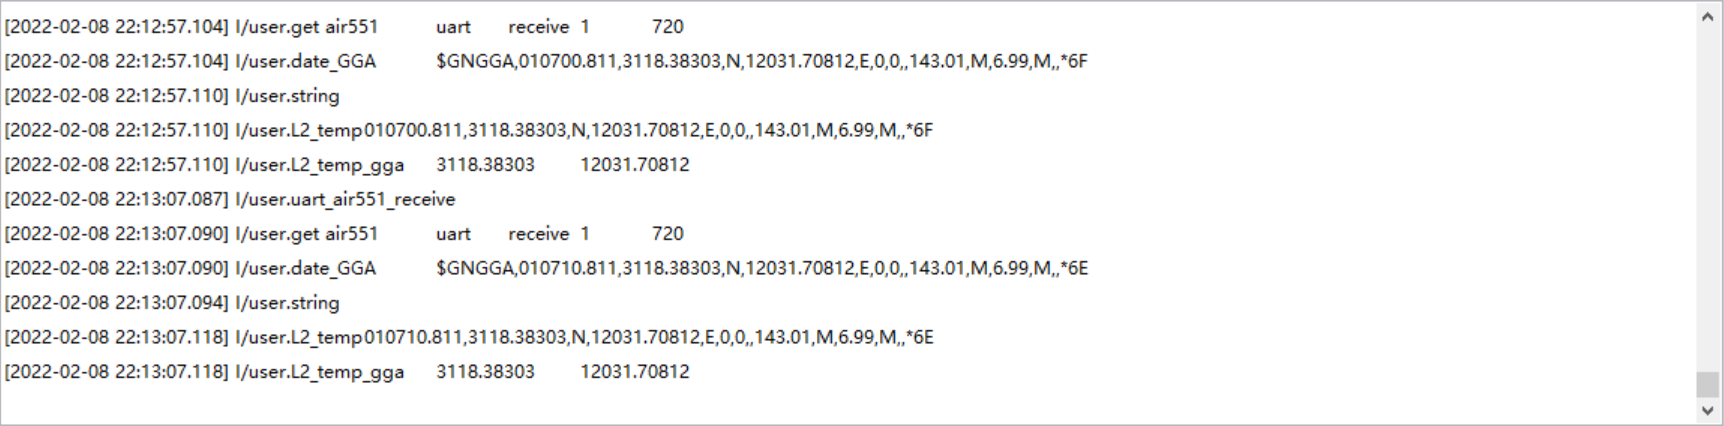 [2022-02-08 22:12:57.104] I/user.get air551 uart receive 1 720
[2022-02-08 22:12:57.104] I/user.date_GGA $GNGGA,010700.811,3118.38303,N,12031.70812,E,0,0,,143.01,M,6.99,M,,*6F
[2022-02-08 22:12:57.110] I/user.string
[2022-02-08 22:12:57.110] I/user.L2_temp010700.811,3118.38303,N,12031.70812,E,0,0,,143.01,M,6.99,M,,*6F
[2022-02-08 22:12:57.110] I/user.L2_temp_gga 3118.38303 12031.70812
[2022-02-08 22:13:07.087] I/user.uart_air551_receive
[2022-02-08 22:13:07.090] I/user.get air551 uart receive 1 720
[2022-02-08 22:13:07.090] I/user.date_GGA $GNGGA,010710.811,3118.38303,N,12031.70812,E,0,0,,143.01,M,6.99,M,,*6E
[2022-02-08 22:13:07.094] I/user.string
[2022-02-08 22:13:07.118] I/user.L2_temp010710.811,3118.38303,N,12031.70812,E,0,0,,143.01,M,6.99,M,,*6E
[2022-02-08 22:13:07.118] I/user.L2_temp_gga 3118.38303 12031.70812